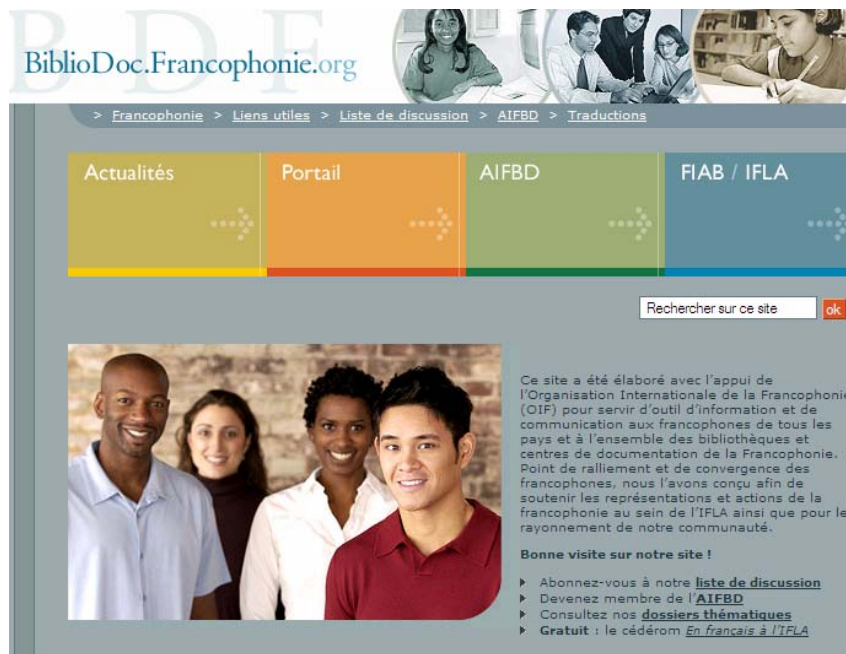 BDF
BiblioDoc.Francophonie.org
> Francophonie > Liens utiles > Liste de discussion > AIFBD > Traductions
Actualités
Portail
AIFBD
FIAB / IFLA
Rechercher sur ce site
ok
Ce site a été élaboré avec l'appui de
l'Organisation Internationale de la Francophonie
(OIF) pour servir d'outil d'information et de
communication aux francophones de tous les
pays et à l'ensemble des bibliothèques et
centres de documentation de la Francophonie.
Point de ralliement et de convergence des
francophones, nous l'avons conçu afin de
soutenir les représentations et actions de la
francophonie au sein de l'IFLA ainsi que pour le
rayonnement de notre communauté.
Bonne visite sur notre site !
Abonnez-vous à notre liste de discussion
Devenez membre de l'AIFBD
Consultez nos dossiers thématiques
Gratuit : le cédérom En français à l'IFLA